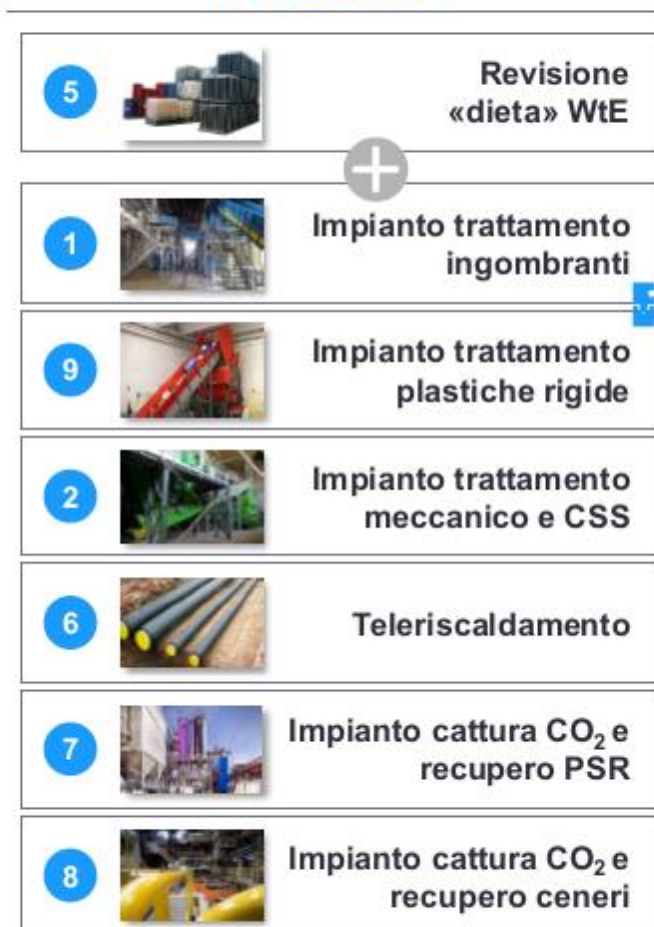 5
Revisione
«dieta» WtE
1
Impianto trattamento
ingombranti
9
Impianto trattamento
plastiche rigide
2
Impianto trattamento
meccanico e CSS
6
Teleriscaldamento
7
Impianto cattura CO₂ e
recupero PSR
8
Impianto cattura CO₂ e
recupero ceneri